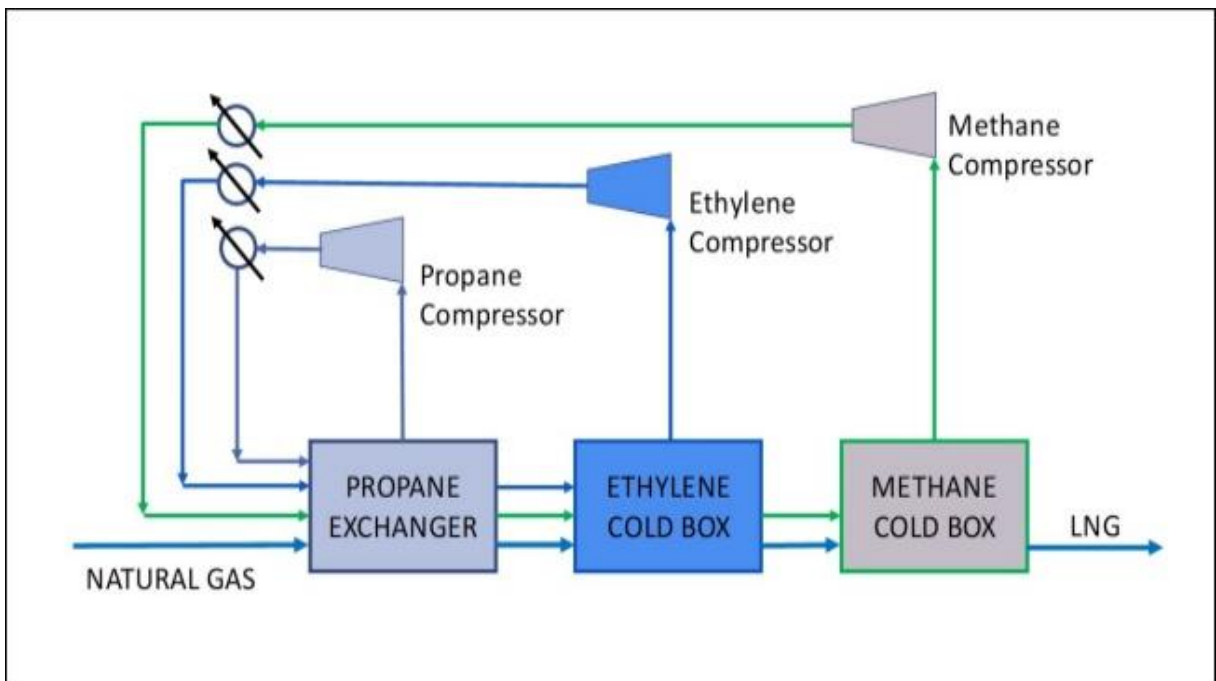 Methane
Compressor
Ethylene
Compressor
Propane
Compressor
PROPANE
EXCHANGER
ETHYLENE
COLD BOX
METHANE
COLD BOX
LNG
NATURAL GAS